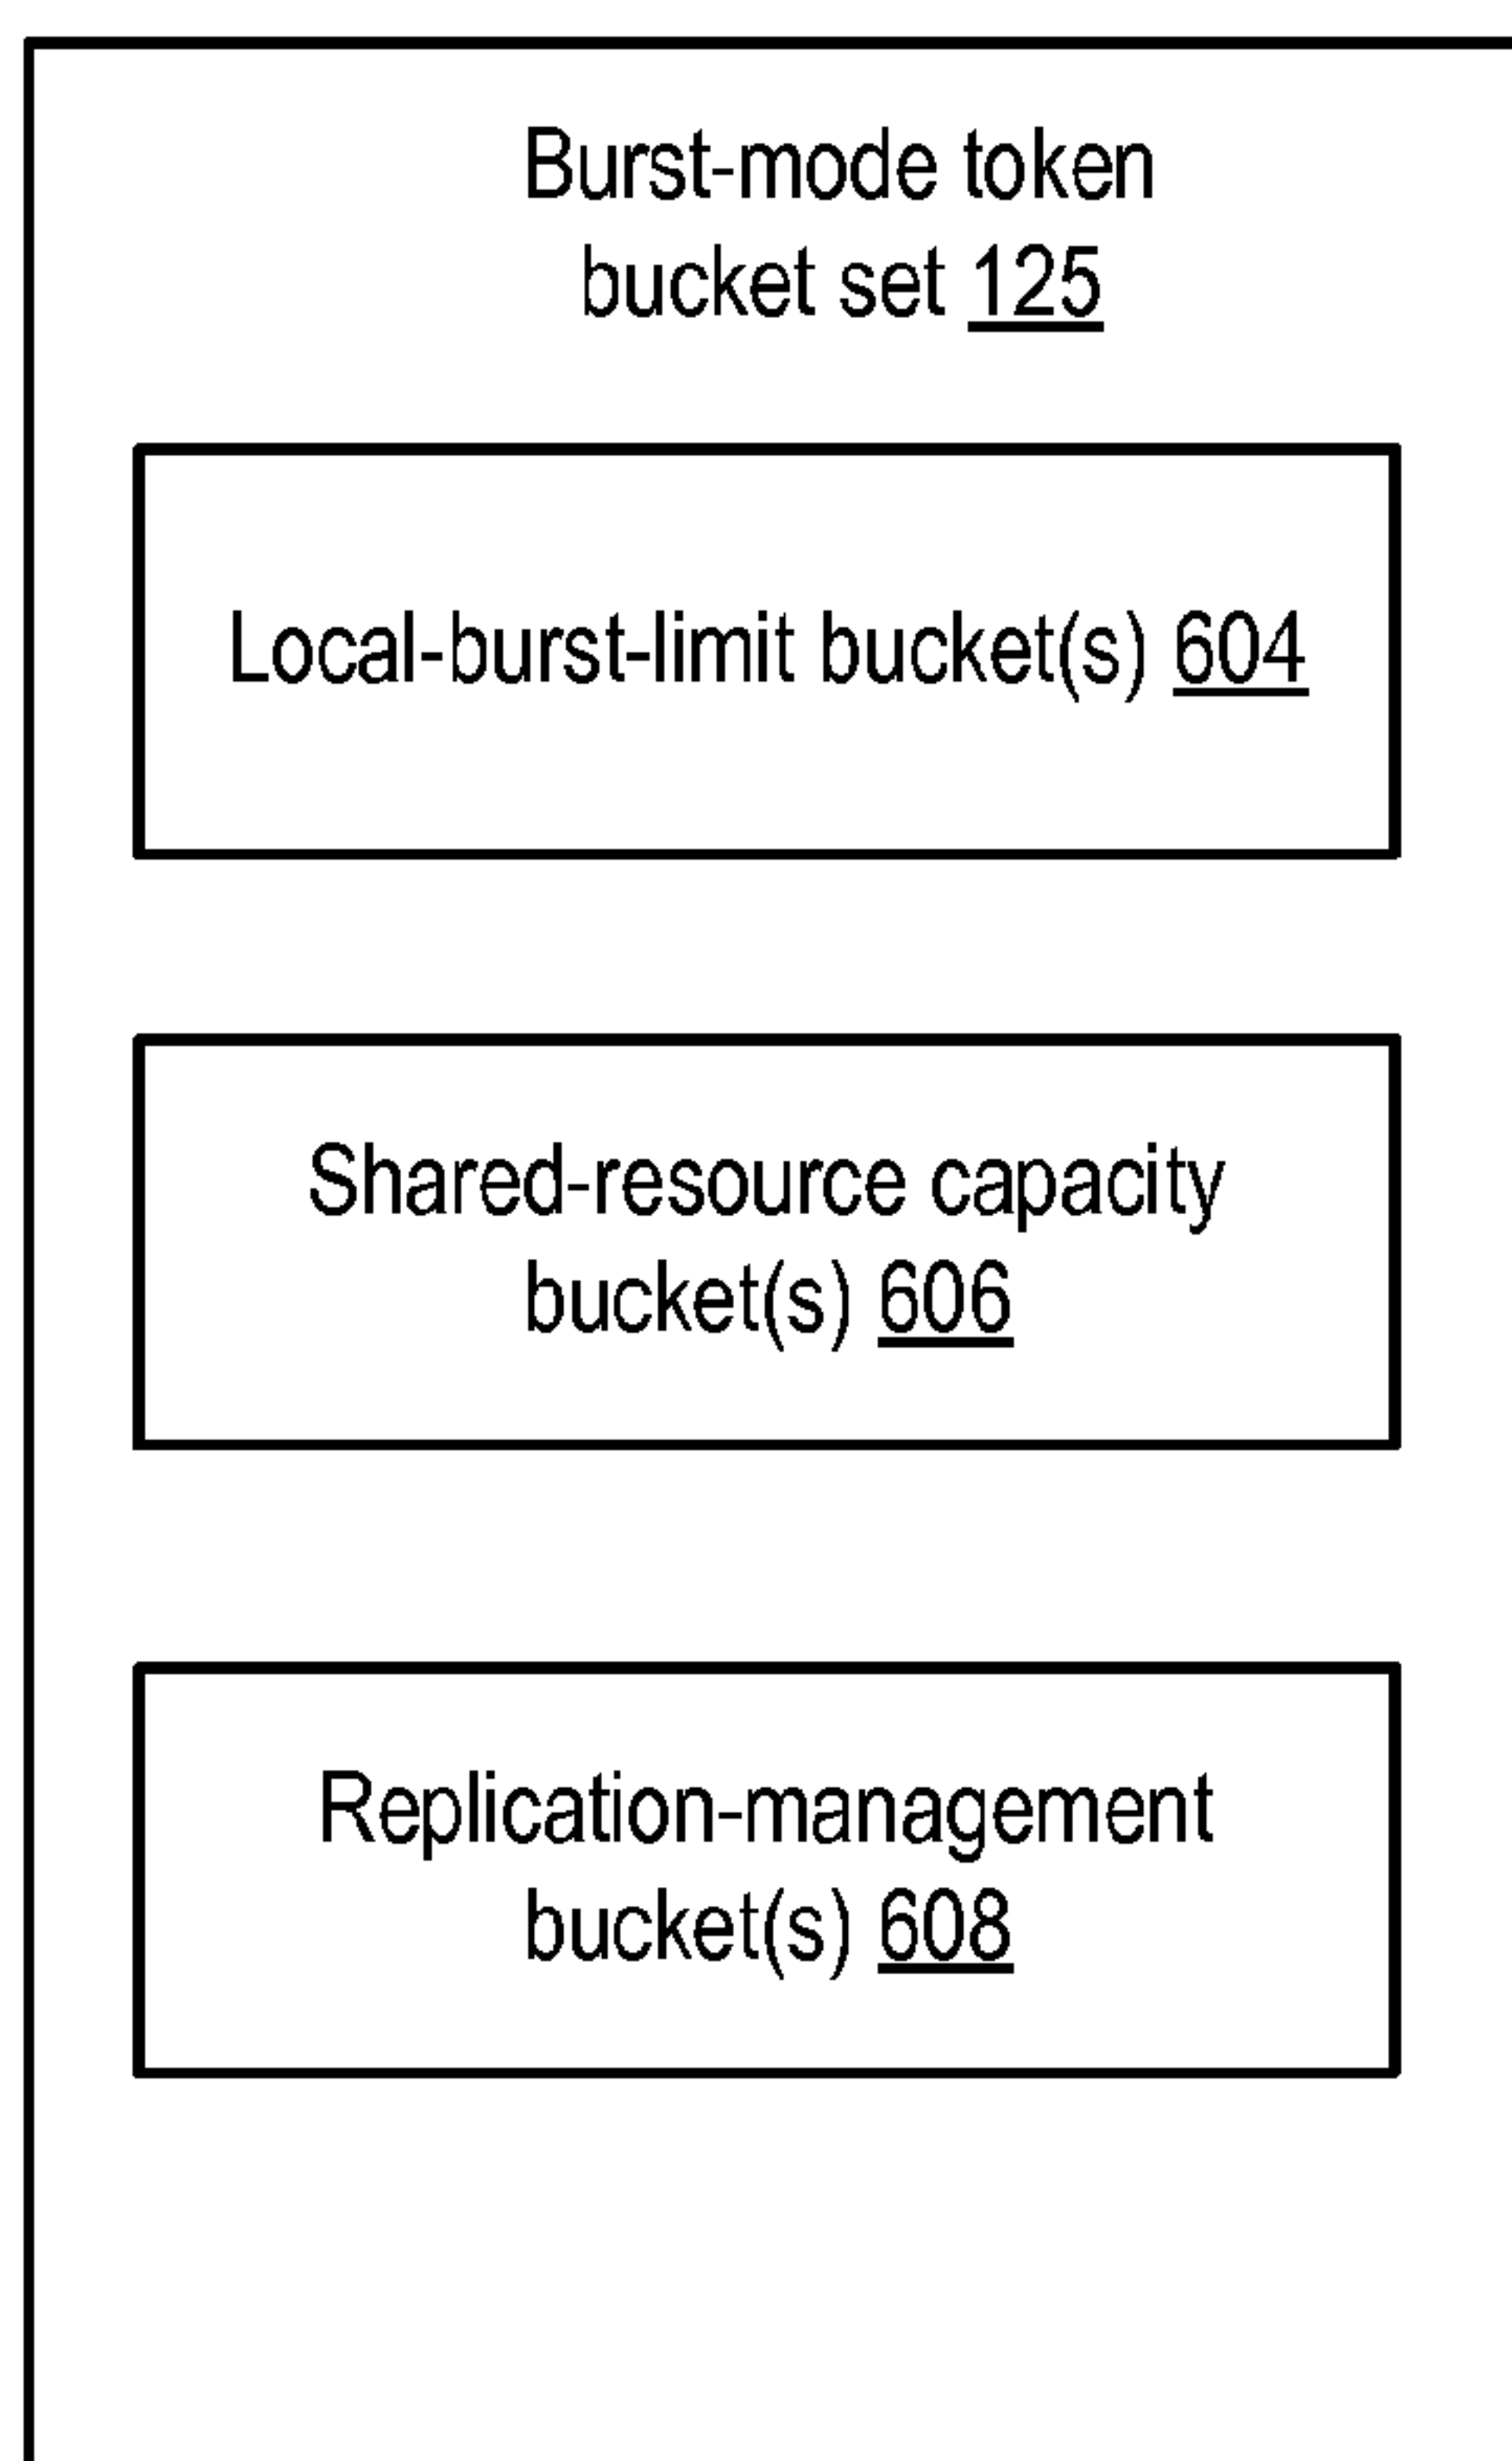 Burst-mode token
bucket set 125
Local-burst-limit bucket(s) 604
Shared-resource capacity
bucket(s) 606
Replication-management
bucket(s) 608